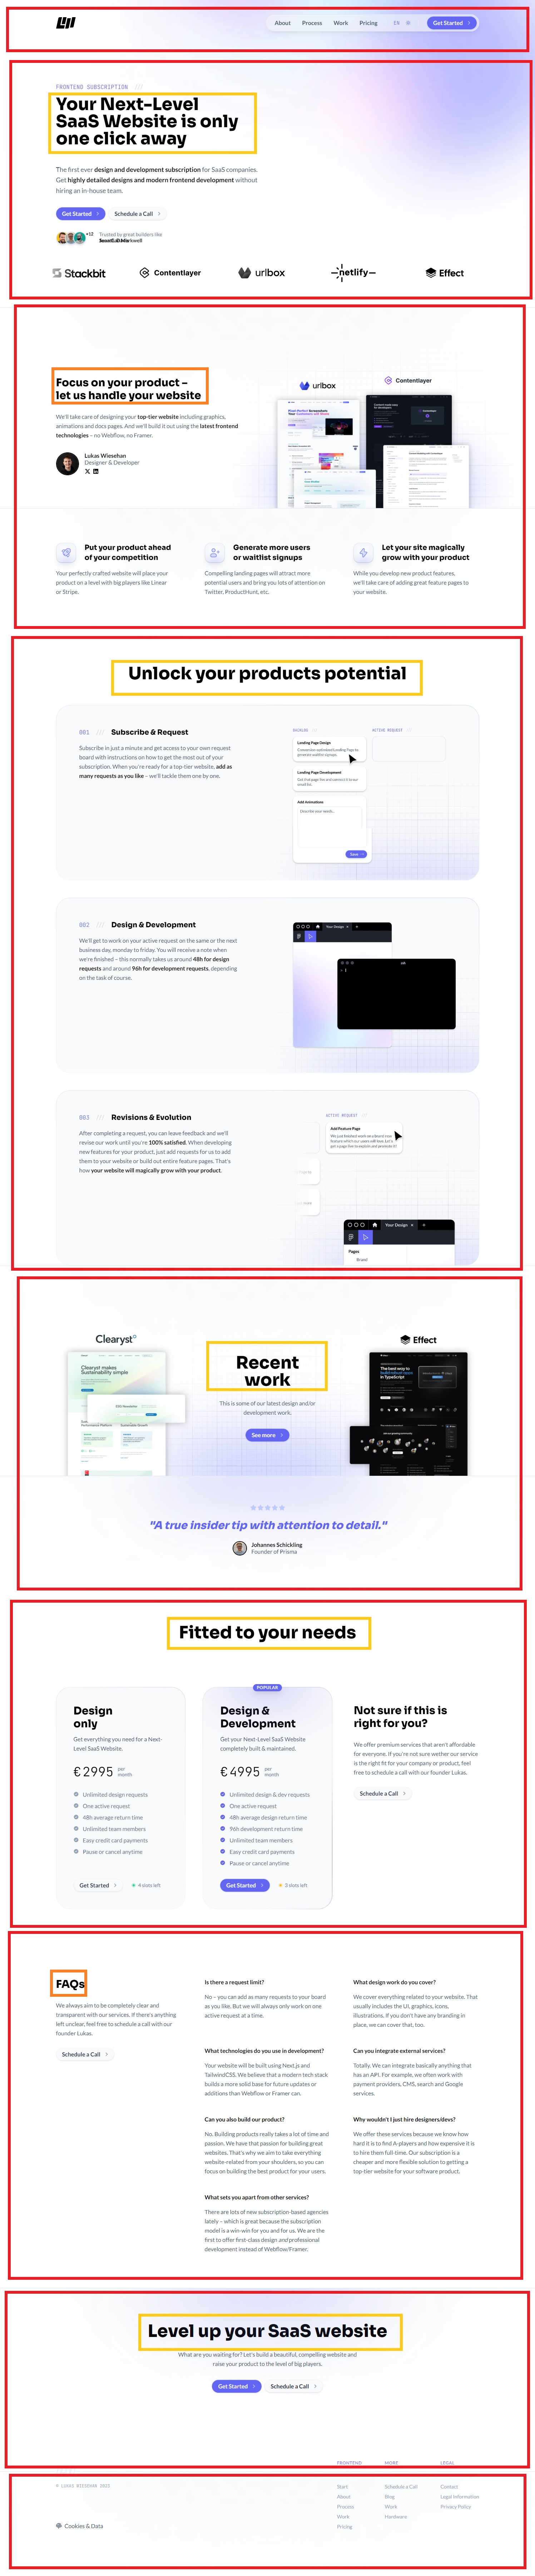 About Process Work Pricing EN Get Started
FRONTEND SUBSCRIPTION ///
Your Next-Level
SaaS Website is only
one click away
The first ever design and development subscription for SaaS companies.
Get highly detailed designs and modern frontend development without
hiring an in-house team.
Get Started Schedule a Call
+12 Trusted by great builders like
Stackbit Contentlayer urlbox netlify Effect
urlbox Contentlayer
Focus on your product –
let us handle your website
We'll take care of designing your top-tier website including graphics,
animations and docs pages. And we'll build it out using the latest frontend
technologies – no Webflow, no Framer.
Lukas Wiesehan
Designer & Developer
Put your product ahead
of your competition
Your perfectly crafted website will place your
product on a level with big players like Linear
or Stripe.
Generate more users
or waitlist signups
Compelling landing pages will attract more
potential users and bring you lots of attention on
Twitter, ProductHunt, etc.
Let your site magically
grow with your product
While you develop new product features,
we'll take care of adding great feature pages to
your website.
Unlock your products potential
001 /// Subscribe & Request
Subscribe in just a minute and get access to your own request
board with instructions on how to get the most out of your
subscription. When you're ready for a top-tier website, add as
many requests as you like – we'll tackle them one by one.
BACKLOG ACTIVE REQUEST
Landing Page Design
Landing Page Development
Add Animations
Save
002 /// Design & Development
We'll get to work on your active request on the same or the next
business day, monday to friday. You will receive a note when
we're finished – this normally takes us around 48h for design
requests and around 96h for development requests, depending
on the task of course.
Your Design × +
zsh
003 /// Revisions & Evolution
After completing a request, you can leave feedback and we'll
revise our work until you're 100% satisfied. When developing
new features for your product, just add requests for us to add
them to your website or build out entire feature pages. That's
how your website will magically grow with your product.
ACTIVE REQUEST
Add Feature Page
Your Design × +
Pages
Brand
Clearyst
Effect
Recent
work
This is some of our latest design and/or
development work.
See more
"A true insider tip with attention to detail."
Johannes Schickling
Founder of Prisma
Fitted to your needs
Design
only
Get everything you need for a Next-
Level SaaS Website.
€2995 per
month
Unlimited design requests
One active request
48h average return time
Unlimited team members
Easy credit card payments
Pause or cancel anytime
Get Started 4 slots left
POPULAR
Design &
Development
Get your Next-Level SaaS Website
completely built & maintained.
€4995 per
month
Unlimited design & dev requests
One active request
48h average design return time
96h development return time
Unlimited team members
Easy credit card payments
Pause or cancel anytime
Get Started 3 slots left
Not sure if this is
right for you?
We offer premium services that aren't affordable
for everyone. If you're not sure wether our service
is the right fit for your company or product, feel
free to schedule a call with our founder Lukas.
Schedule a Call
FAQs
We always aim to be completely clear and
transparent with our services. If there's anything
left unclear, feel free to schedule a call with our
founder Lukas.
Schedule a Call
Is there a request limit?
No – you can add as many requests to your board
as you like. But we will always only work on one
active request at a time.
What design work do you cover?
We cover everything related to your website. That
usually includes the UI, graphics, icons,
illustrations. If you don't have any branding in
place, we can cover that, too.
What technologies do you use in development?
Your website will be built using Next.js and
TailwindCSS. We believe that a modern tech stack
builds a more solid base for future updates or
additions than Webflow or Framer can.
Can you integrate external services?
Totally. We can integrate basically anything that
has an API. For example, we often work with
payment providers, CMS, search and Google
services.
Can you also build our product?
No. Building products really takes a lot of time and
passion. We have that passion for building great
websites. That's why we aim to take everything
website-related from your shoulders, so you can
focus on building the best product for your users.
Why wouldn't I just hire designers/devs?
We offer these services because we know how
hard it is to find A-players and how expensive it is
to hire them full-time. Our subscription is a
cheaper and more flexible solution to getting a
top-tier website for your software product.
What sets you apart from other services?
There are lots of new subscription-based agencies
lately – which is great because the subscription
model is a win-win for you and for us. We are the
first to offer first-class design and professional
development instead of Webflow/Framer.
Level up your SaaS website
What are you waiting for? Let's build a beautiful, compelling website and
raise your product to the level of big players.
Get Started Schedule a Call
© LUKAS WIESEHAN 2023
Cookies & Data
FRONTEND
Start
About
Process
Work
Pricing
MORE
Schedule a Call
Blog
Work
Hardware
LEGAL
Contact
Legal Information
Privacy Policy